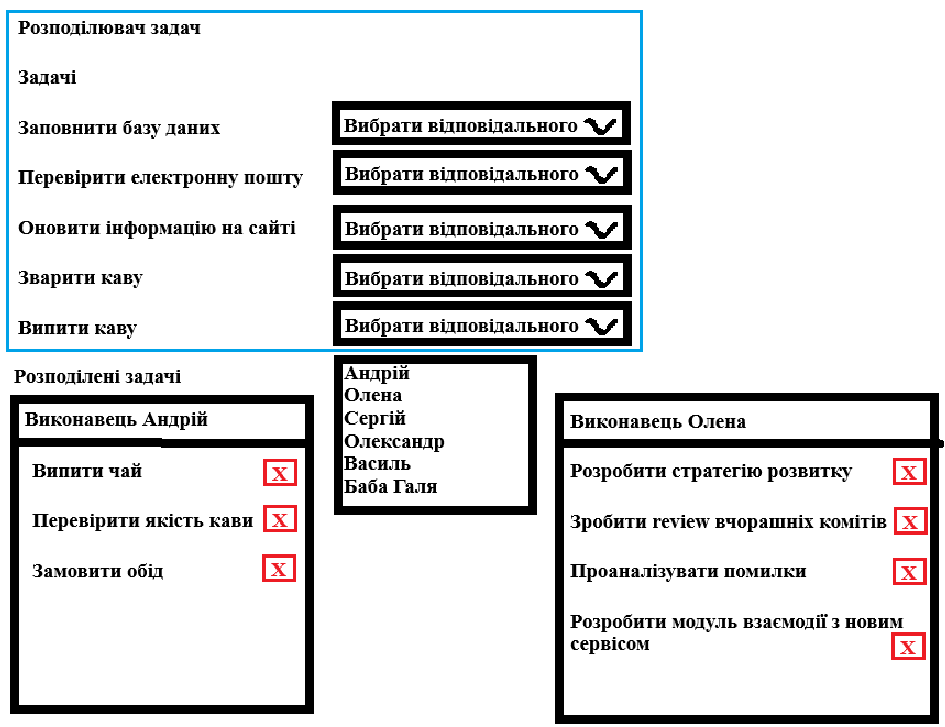 Розподілювач задач
Задачі
Заповнити базу даних
Вибрати відповідального
Перевірити електронну пошту
Вибрати відповідального
Оновити інформацію на сайті
Вибрати відповідального
Зварити каву
Вибрати відповідального
Випити каву
Вибрати відповідального
Андрій
Олена
Сергій
Олександр
Василь
Баба Галя
Розподілені задачі
Виконавець Андрій
Випити чай
X
Перевірити якість кави
X
Замовити обід
X
Виконавець Олена
Розробити стратегію розвитку
X
Зробити review вчорашніх комітів
X
Проаналізувати помилки
X
Розробити модуль взаємодії з новим
сервісом
X